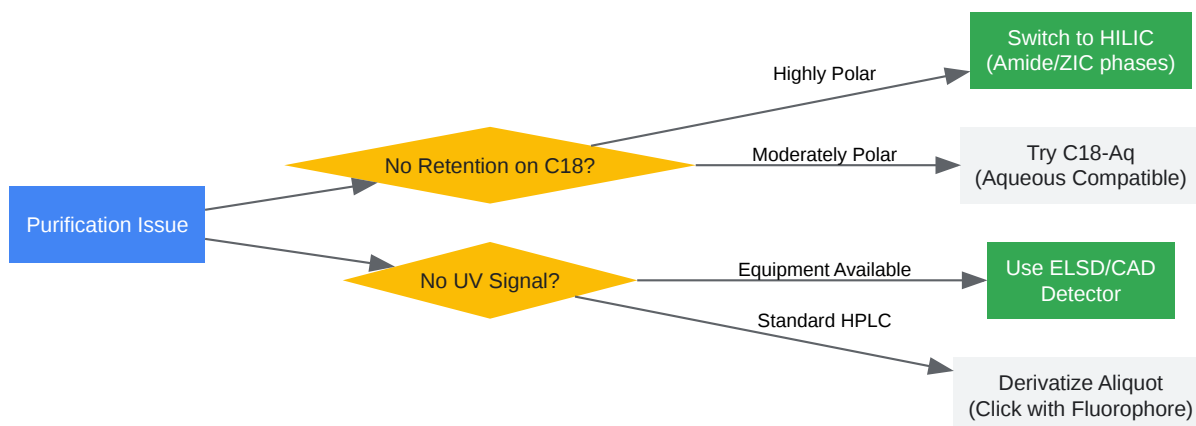 Switch to HILIC
(Amide/ZIC phases)
Highly Polar
No Retention on C18?
Moderately Polar
Try C18-Aq
(Aqueous Compatible)
Purification Issue
No UV Signal?
Equipment Available
Use ELSD/CAD
Detector
Standard HPLC
Derivatize Aliquot
(Click with Fluorophore)